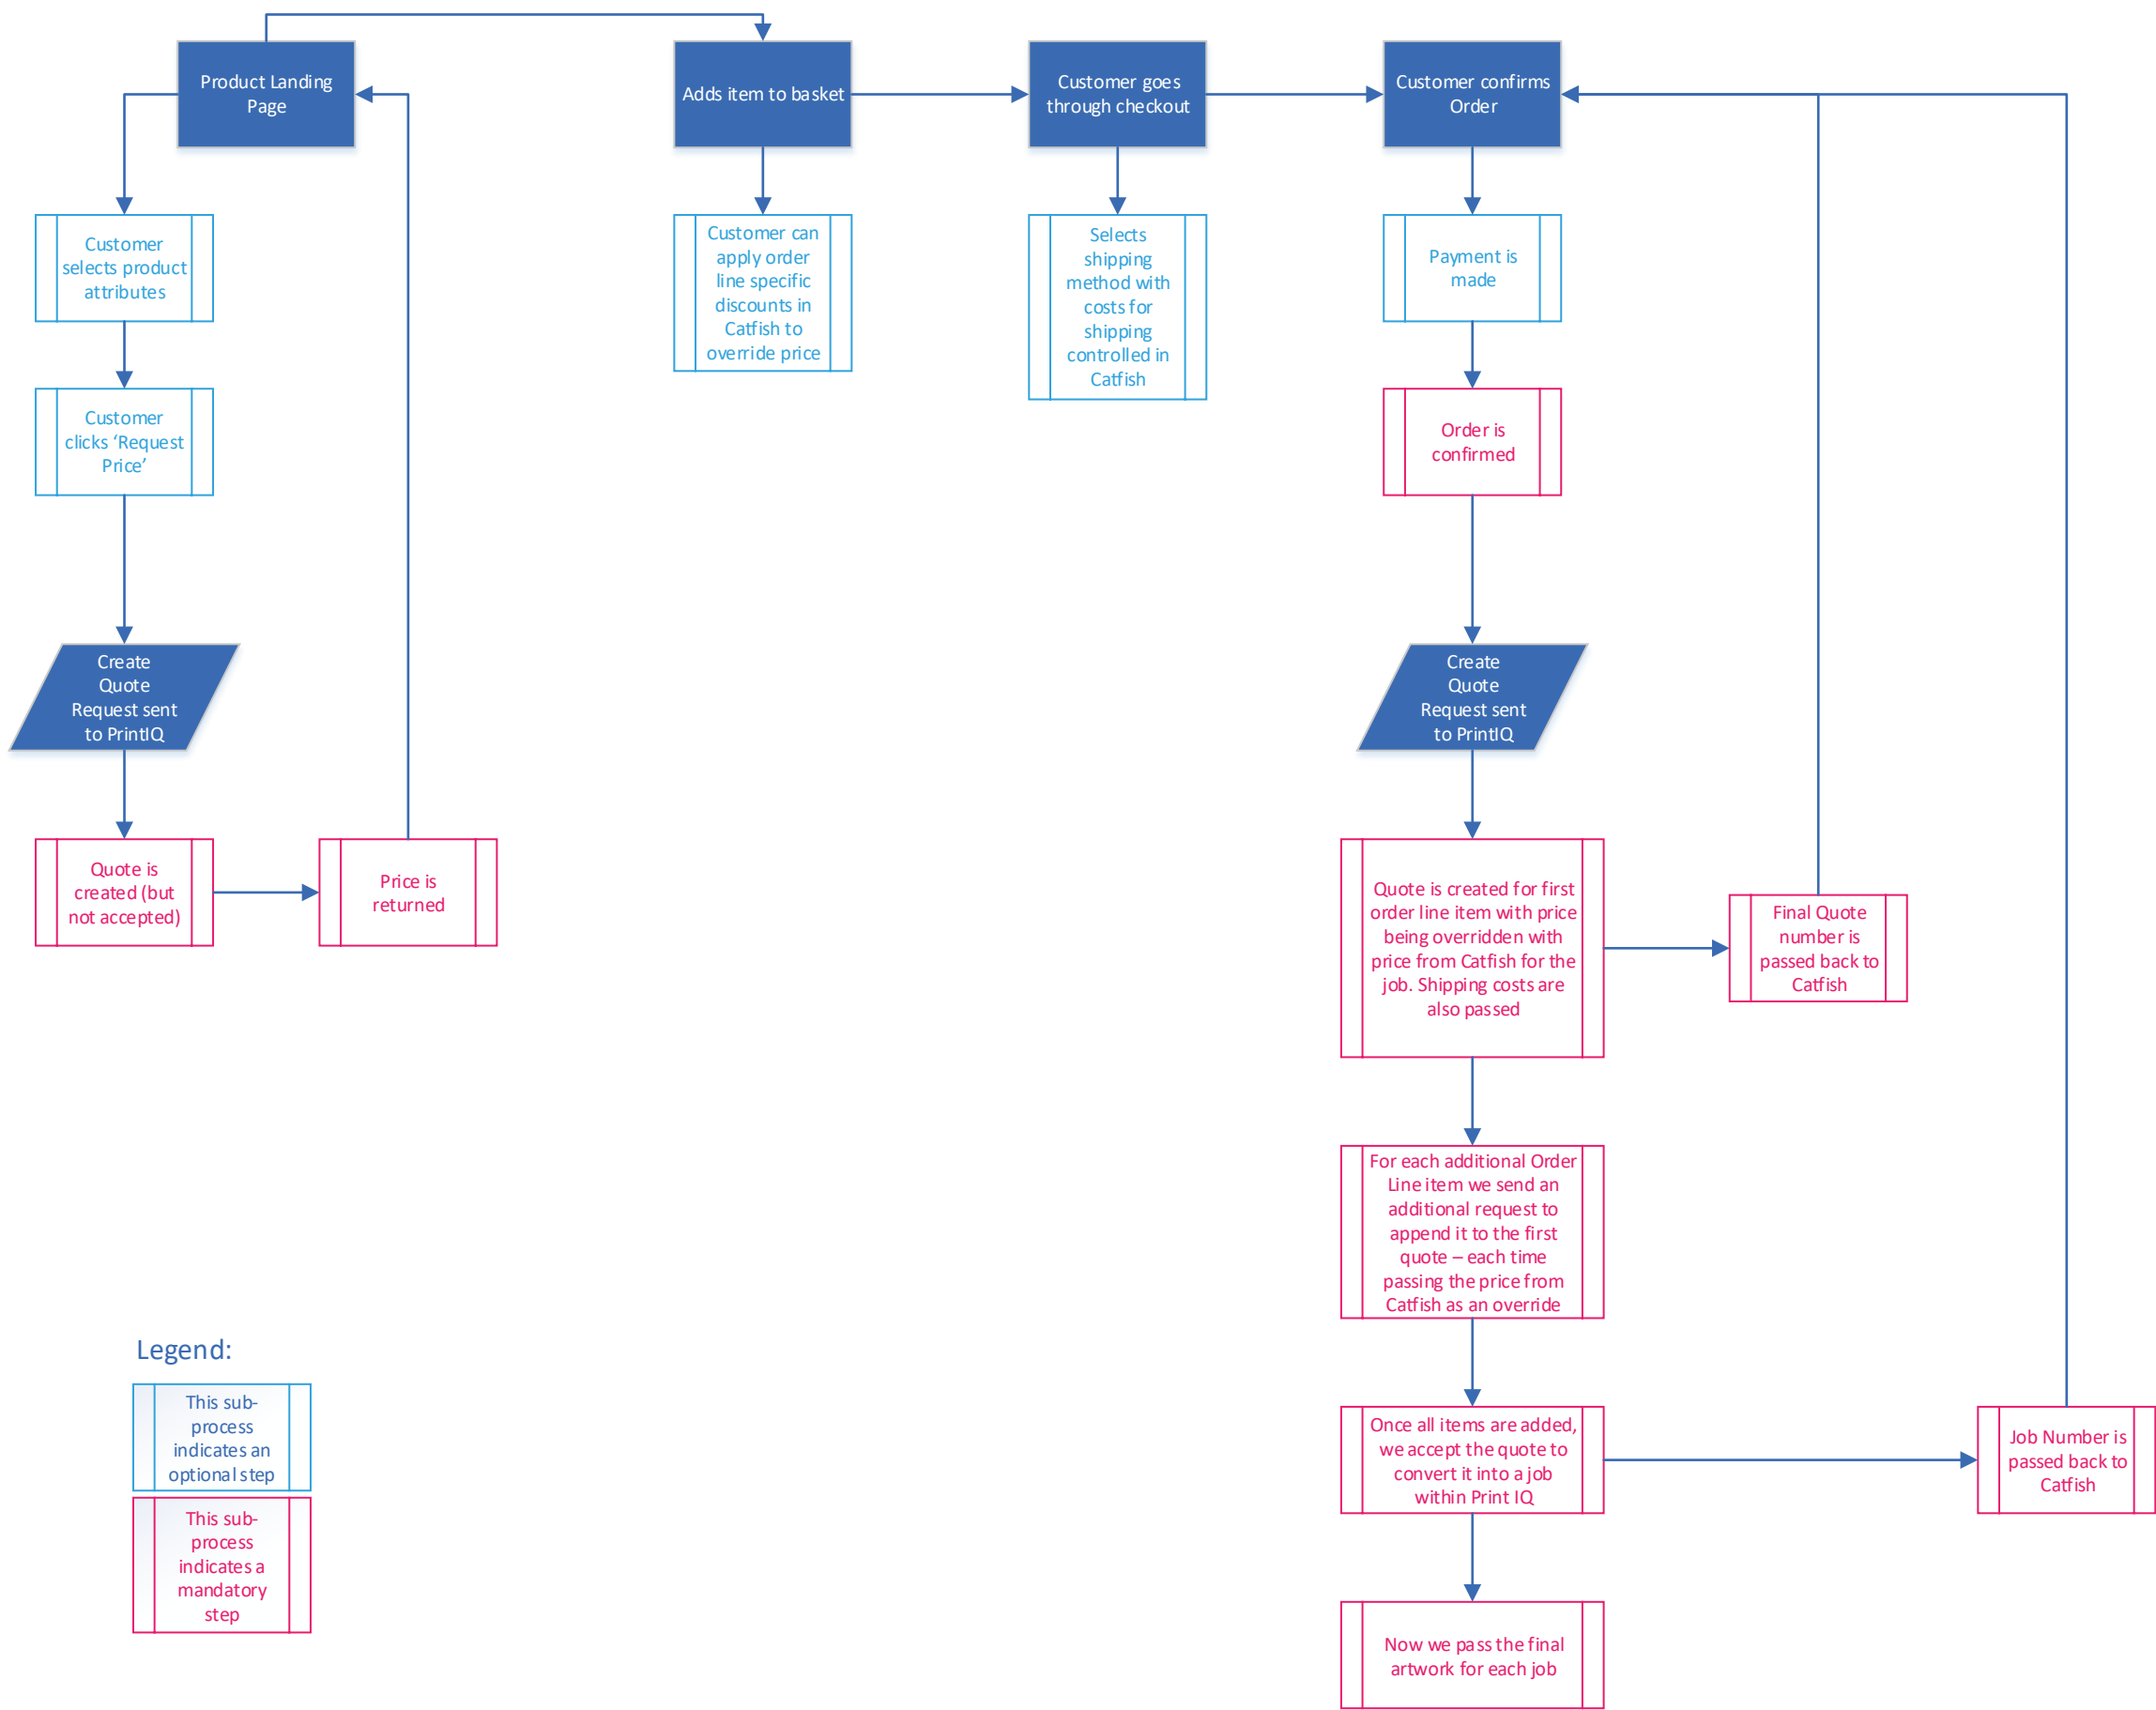 Product Landing
Page
Adds item to basket
Customer goes
through checkout
Customer confirms
Order
Customer
selects product
attributes
Customer can
apply order
line specific
discounts in
Catfish to
override price
Selects
shipping
method with
costs for
shipping
controlled in
Catfish
Payment is
made
Customer
clicks ‘Request
Price’
Order is
confirmed
Create
Quote
Request sent
to PrintIQ
Create
Quote
Request sent
to PrintIQ
Quote is
created (but
not accepted)
Price is
returned
Quote is created for first
order line item with price
being overridden with
price from Catfish for the
job. Shipping costs are
also passed
Final Quote
number is
passed back to
Catfish
For each additional Order
Line item we send an
additional request to
append it to the first
quote – each time
passing the price from
Catfish as an override
Once all items are added,
we accept the quote to
convert it into a job
within Print IQ
Job Number is
passed back to
Catfish
Now we pass the final
artwork for each job
Legend:
This sub-
process
indicates an
optional step
This sub-
process
indicates a
mandatory
step